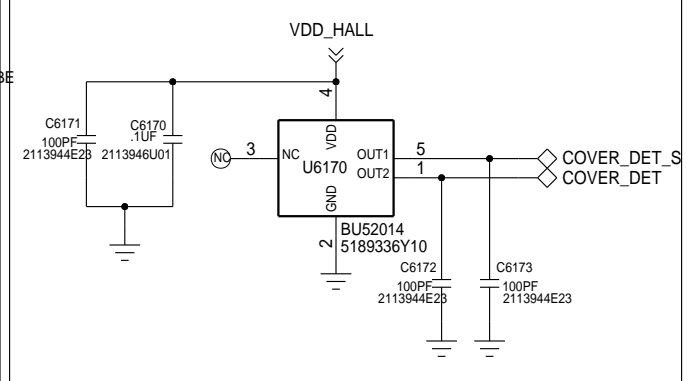 VDD_HALL
BE
4
C6171
100PF
2113944E23
C6170
.1UF
2113946U01
NC
3
NC
VDD
U6170
GND
OUT1
OUT2
5
1
COVER_DET_S
COVER_DET
2
BU52014
5189336Y10
C6172
100PF
2113944E23
C6173
100PF
2113944E23